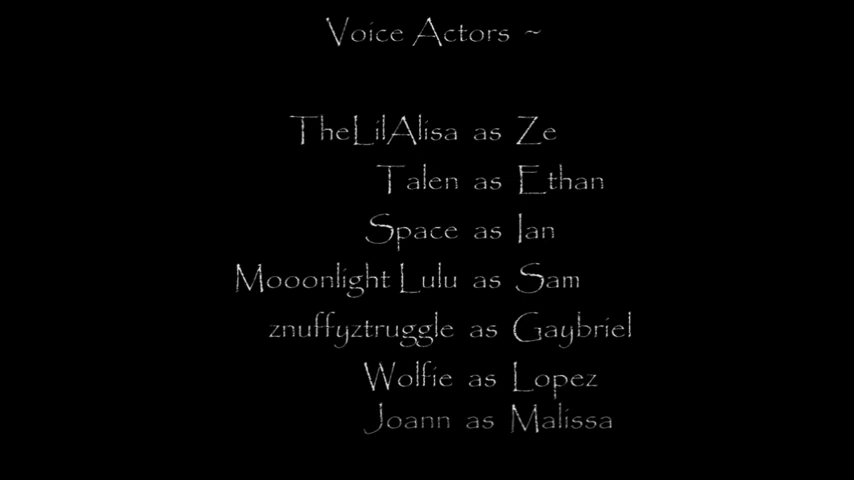 Voice Actors ~
TheLilAlisa as Ze
Talen as Ethan
Space as Ian
Mooonlight Lulu as Sam
znuffyztruggle as Gaybriel
Wolfie as Lopez
Joann as Malissa